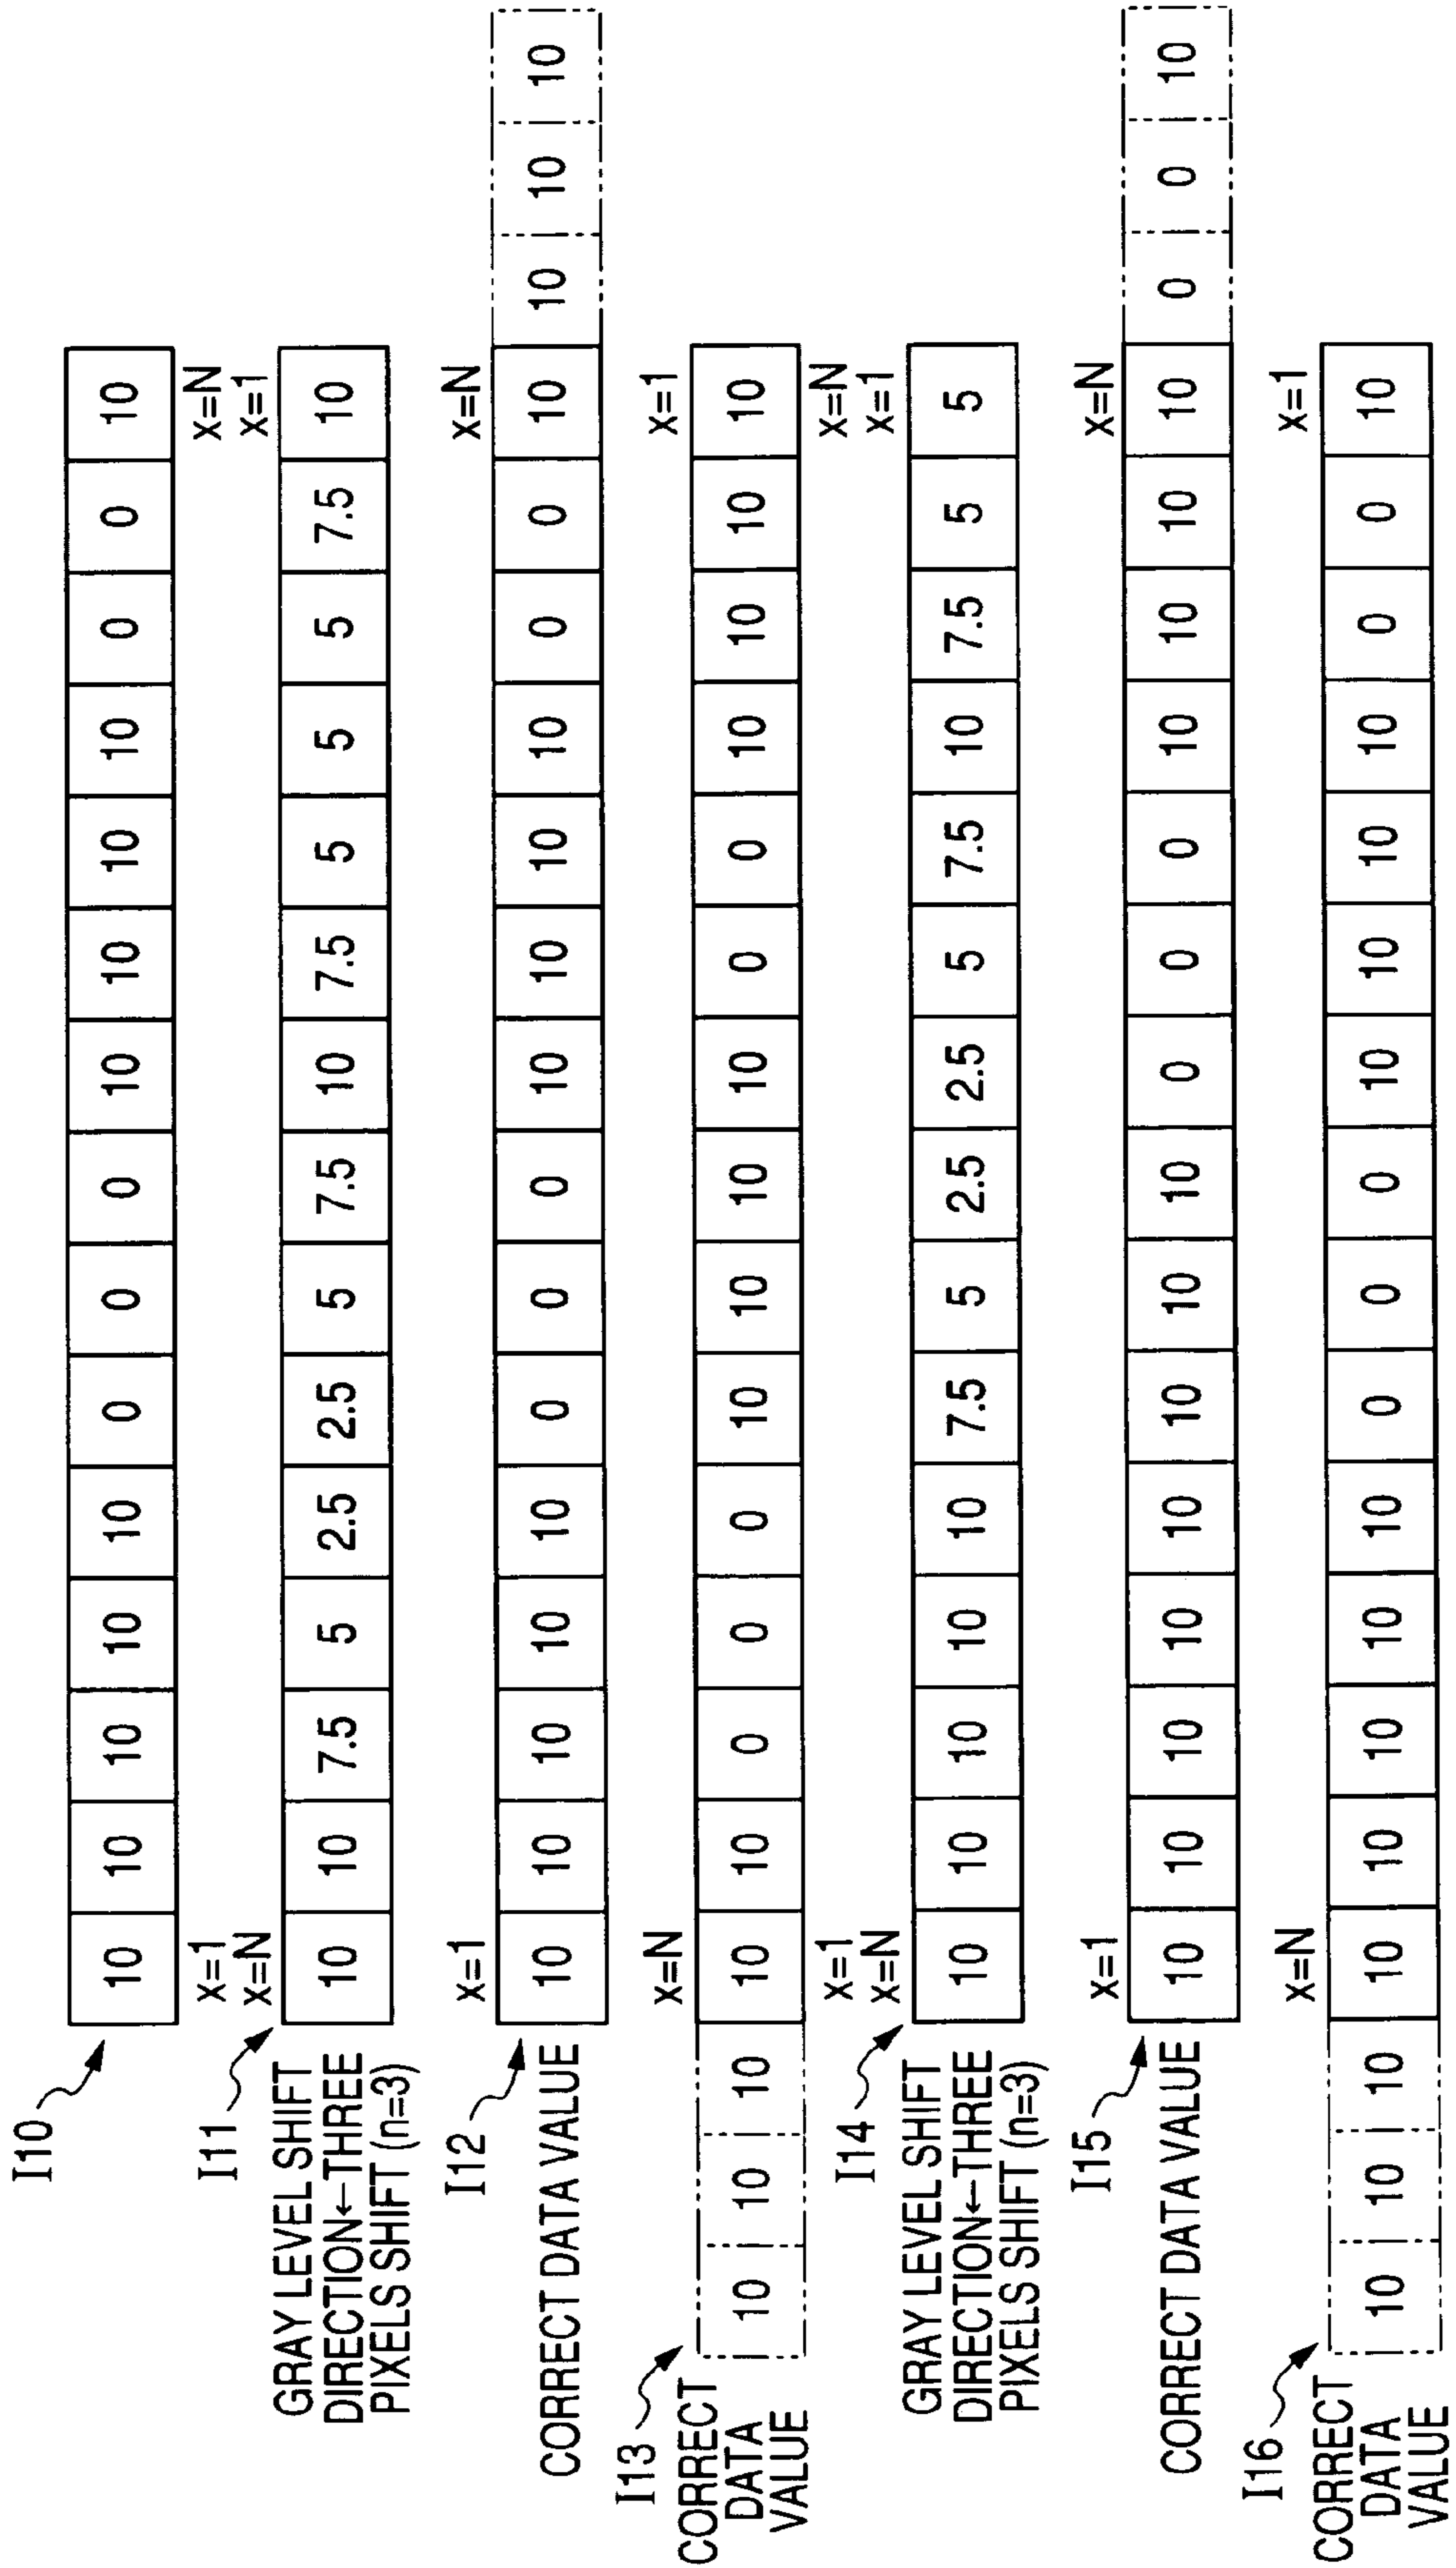 I10
10 10 10 10 10 0 0 0 10 10 10 10 0 0 10
x=1 x=N
x=N x=1
I11
10 10 7.5 5 2.5 2.5 5 7.5 10 7.5 5 5 5 7.5 10
GRAY LEVEL SHIFT
DIRECTION←THREE
PIXELS SHIFT (n=3)
x=1 x=N
I12
10 10 10 10 10 0 0 0 10 10 10 10 0 0 10 10 10 10
CORRECT DATA VALUE
x=N x=1
I13
10 10 10 10 10 0 0 0 10 10 10 10 0 0 10 10 10 10
CORRECT
DATA
VALUE
x=1 x=N
x=N x=1
I14
10 10 10 10 10 7.5 5 2.5 2.5 5 7.5 10 7.5 5 5
GRAY LEVEL SHIFT
DIRECTION←THREE
PIXELS SHIFT (n=3)
x=1 x=N
I15
10 10 10 10 10 10 10 10 0 0 0 10 10 10 10 0 0 10
CORRECT DATA VALUE
x=N x=1
I16
10 10 10 10 10 10 10 10 0 0 0 10 10 10 10 0 0 10
CORRECT
DATA
VALUE